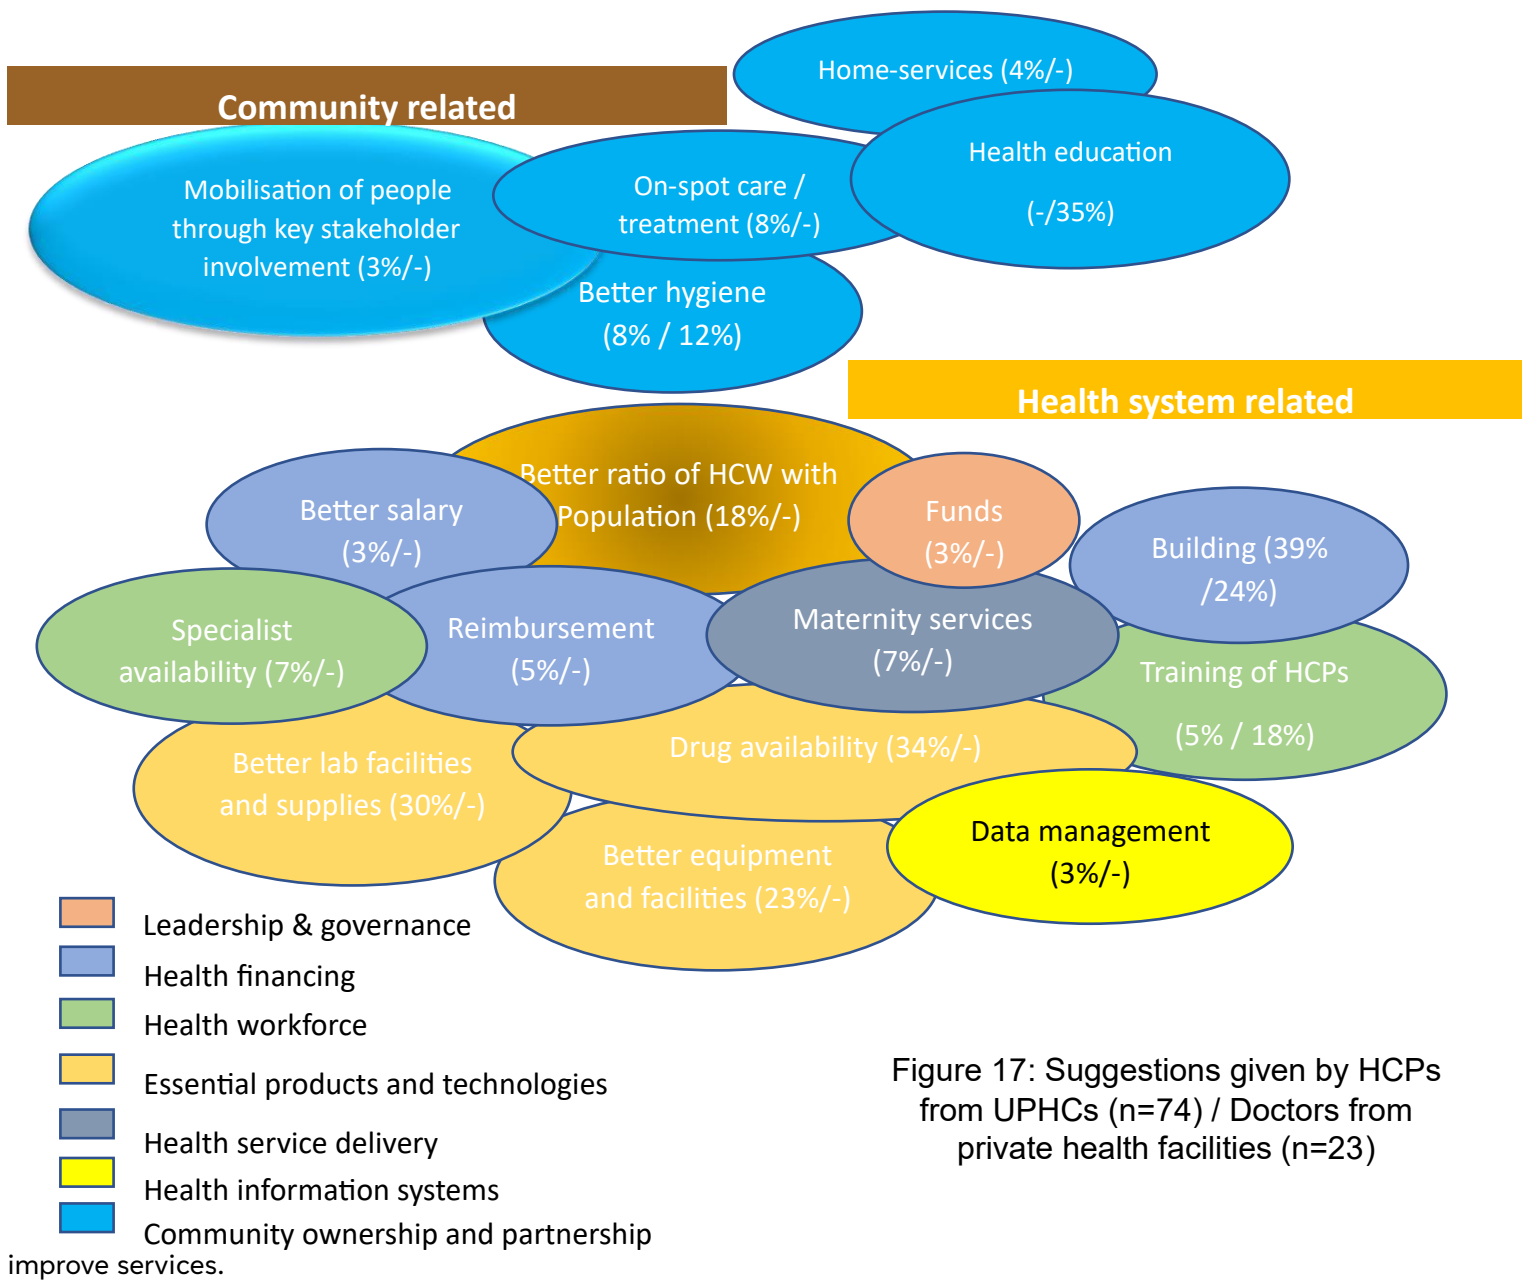 Home-services (4%/-)
Community related
Health education
(-/35%)
Mobilisation of people
through key stakeholder
involvement (3%/-)
On-spot care /
treatment (8%/-)
Better hygiene
(8% / 12%)
Health system related
Better ratio of HCW with
Population (18%/-)
Better salary
(3%/-)
Funds
(3%/-)
Building (39%
/24%)
Specialist
availability (7%/-)
Reimbursement
(5%/-)
Maternity services
(7%/-)
Training of HCPs
(5% / 18%)
Better lab facilities
and supplies (30%/-)
Drug availability (34%/-)
Better equipment
and facilities (23%/-)
Data management
(3%/-)
Leadership & governance
Health financing
Health workforce
Essential products and technologies
Health service delivery
Health information systems
Community ownership and partnership
Figure 17: Suggestions given by HCPs
from UPHCs (n=74) / Doctors from
private health facilities (n=23)
improve services.